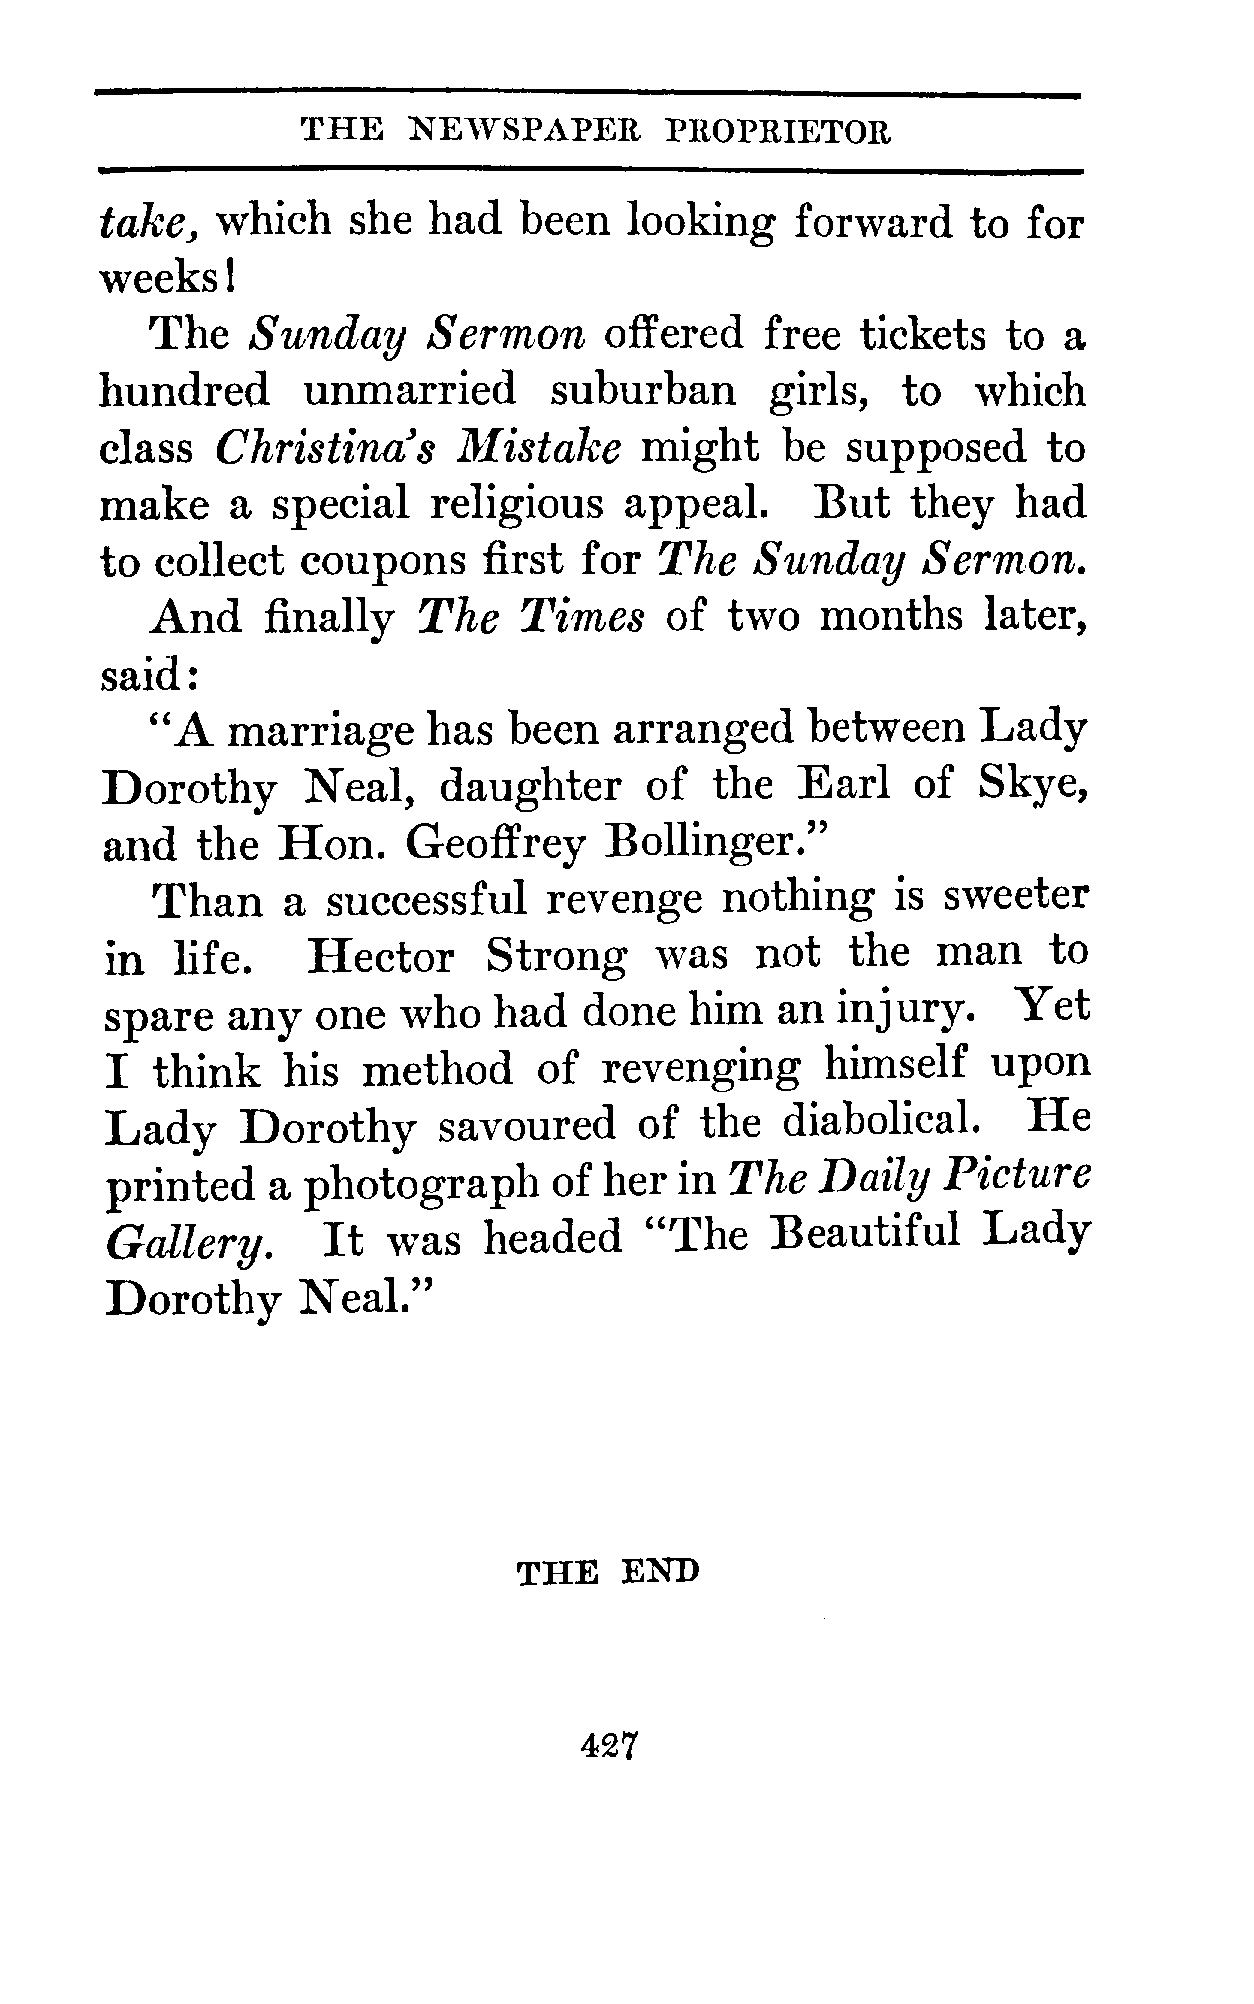 THE NEWSPAPER PROPRIETOR
take, which she had been looking forward to for
weeks!
The Sunday Sermon offered free tickets to a
hundred unmarried suburban girls, to which
class Christina's Mistake might be supposed to
make a special religious appeal. But they had
to collect coupons first for The Sunday Sermon.
And finally The Times of two months later,
said:
"A marriage has been arranged between Lady
Dorothy Neal, daughter of the Earl of Skye,
and the Hon. Geoffrey Bollinger."
Than a successful revenge nothing is sweeter
in life. Hector Strong was not the man to
spare any one who had done him an injury. Yet
I think his method of revenging himself upon
Lady Dorothy savoured of the diabolical. He
printed a photograph of her in The Daily Picture
Gallery. It was headed "The Beautiful Lady
Dorothy Neal."
THE END
427